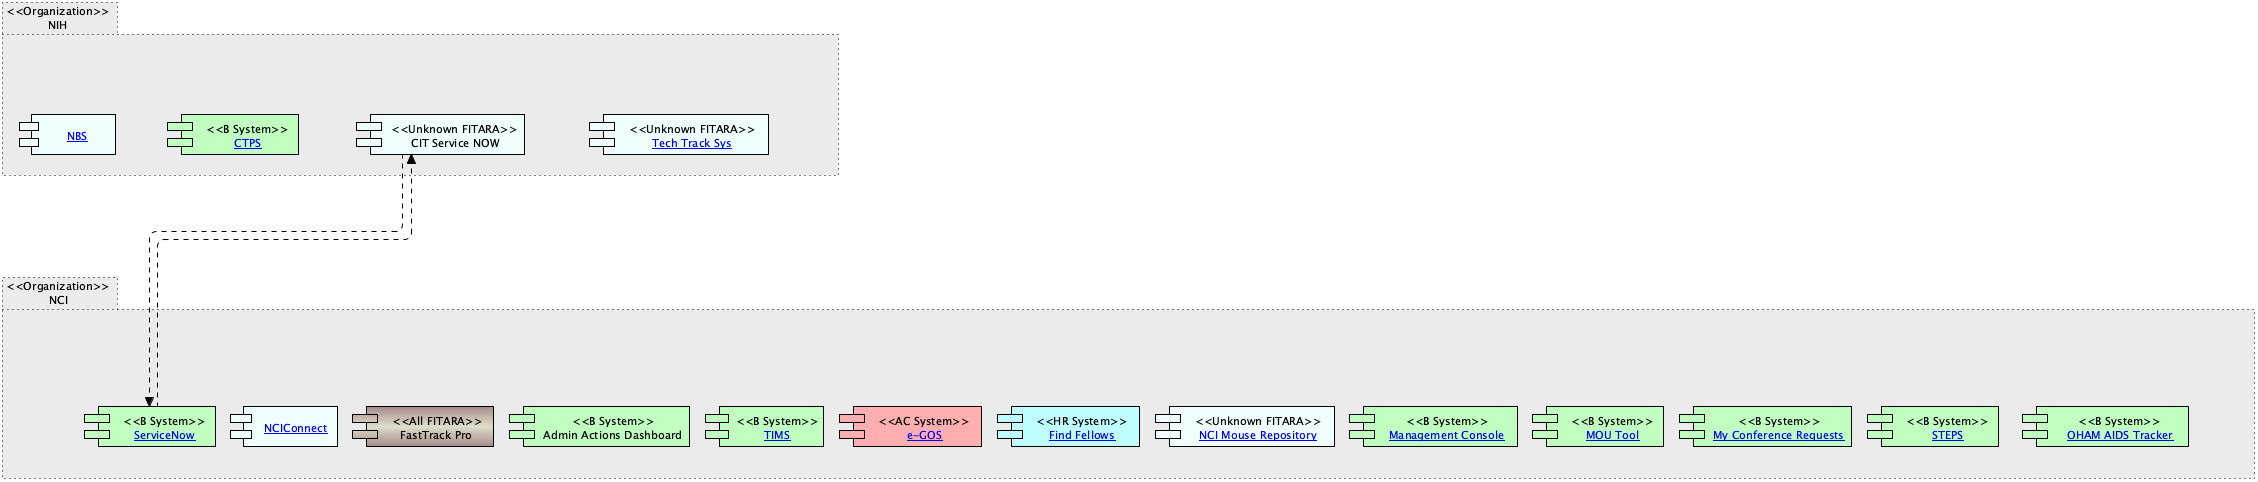 <<Organization>>
NIH
NBS
<<B System>>
CTPS
<<Unknown FITARA>>
CIT Service NOW
<<Unknown FITARA>>
Tech Track Sys
<<Organization>>
NCI
<<B System>>
ServiceNow
NCIConnect
<<All FITARA>>
FastTrack Pro
<<B System>>
Admin Actions Dashboard
<<B System>>
TIMS
<<AC System>>
e-GOS
<<HR System>>
Find Fellows
<<Unknown FITARA>>
NCI Mouse Repository
<<B System>>
Management Console
<<B System>>
MOU Tool
<<B System>>
My Conference Requests
<<B System>>
STEPS
<<B System>>
OHAM AIDS Tracker